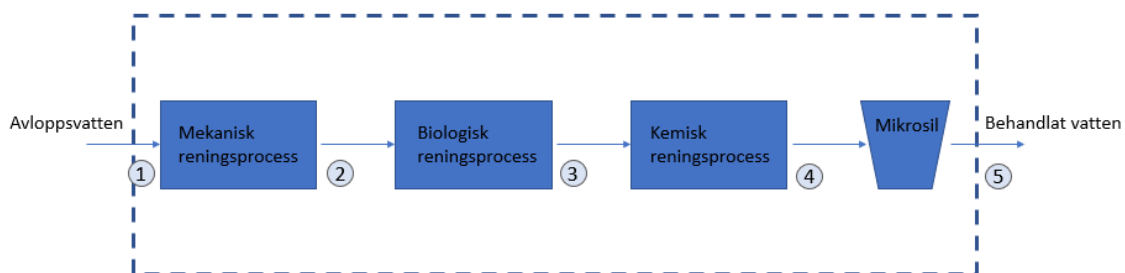 Avloppsvatten
Mekanisk
reningsprocess
Biologisk
reningsprocess
Kemisk
reningsprocess
Mikrosil
Behandlat vatten
1
2
3
4
5